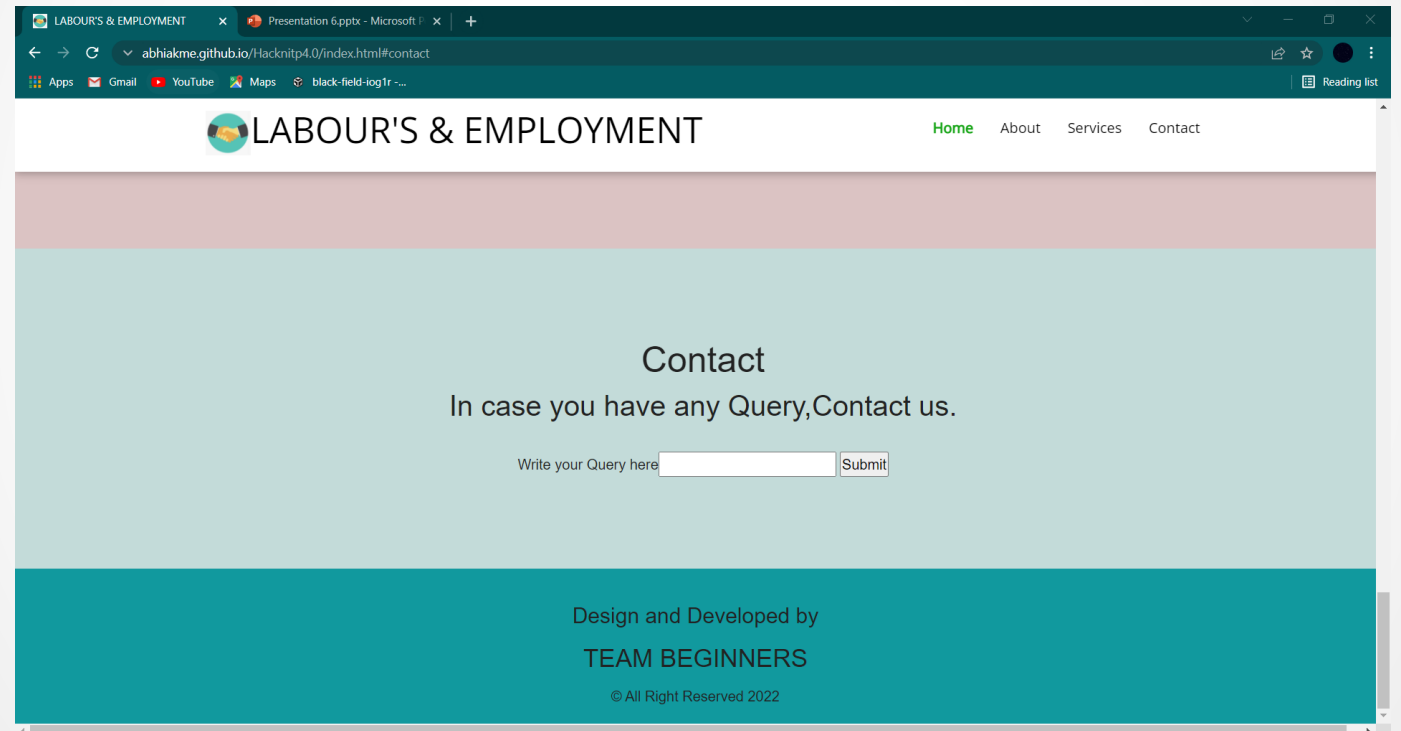 LABOUR'S & EMPLOYMENT
Presentation 6.pptx - Microsoft P
abhiakme.github.io/Hacknitp4.0/index.html#contact
Apps Gmail YouTube Maps black-field-iog1r -... Reading list
LABOUR'S & EMPLOYMENT Home About Services Contact
Contact
In case you have any Query,Contact us.
Write your Query here Submit
Design and Developed by
TEAM BEGINNERS
© All Right Reserved 2022